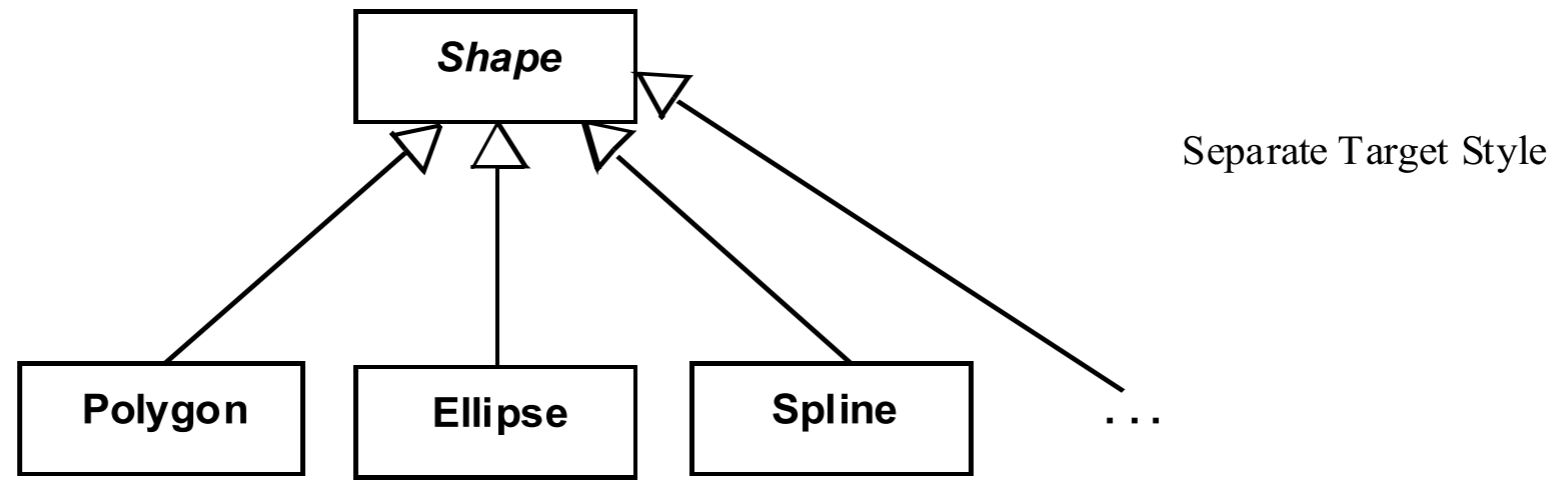 Shape
Separate Target Style
Polygon
Ellipse
Spline
. . .